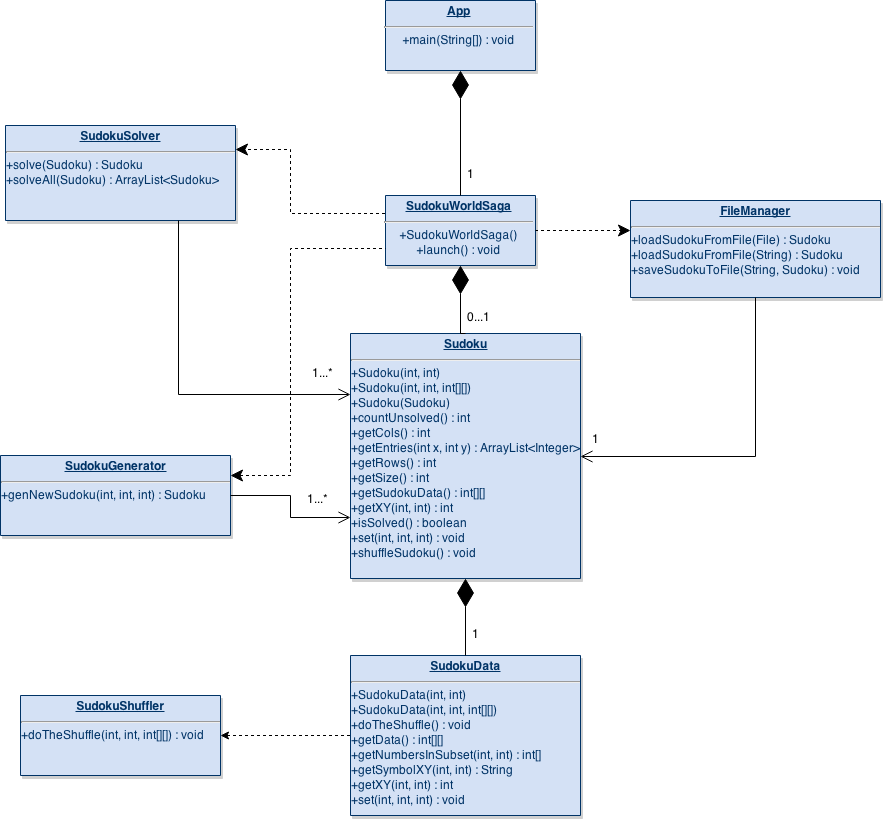 App
+main(String[]) : void
1
SudokuSolver
+solve(Sudoku) : Sudoku
+solveAll(Sudoku) : ArrayList<Sudoku>
SudokuWorldSaga
+SudokuWorldSaga()
+launch() : void
FileManager
+loadSudokuFromFile(File) : Sudoku
+loadSudokuFromFile(String) : Sudoku
+saveSudokuToFile(String, Sudoku) : void
0...1
1...*
1
Sudoku
+Sudoku(int, int)
+Sudoku(int, int, int[][])
+Sudoku(Sudoku)
+countUnsolved() : int
+getCols() : int
+getEntries(int x, int y) : ArrayList<Integer>
+getRows() : int
+getSize() : int
+getSudokuData() : int[][]
+getXY(int, int) : int
+isSolved() : boolean
+set(int, int, int) : void
+shuffleSudoku() : void
SudokuGenerator
+genNewSudoku(int, int, int) : Sudoku
1...*
1
SudokuData
+SudokuData(int, int)
+SudokuData(int, int, int[][])
+doTheShuffle() : void
+getData() : int[][]
+getNumbersInSubset(int, int) : int[]
+getSymbolXY(int, int) : String
+getXY(int, int) : int
+set(int, int, int) : void
SudokuShuffler
+doTheShuffle(int, int, int[][]) : void